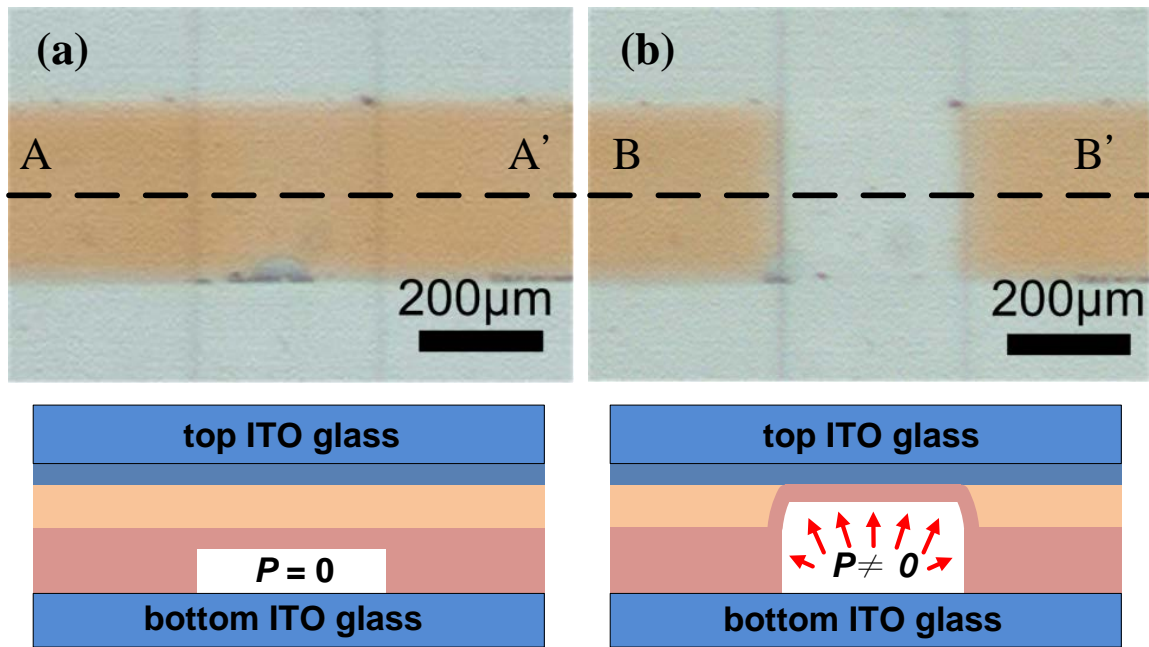 (a)
A A’
200μm
top ITO glass
P = 0
bottom ITO glass
(b)
B B’
200μm
top ITO glass
P ≠ 0
bottom ITO glass